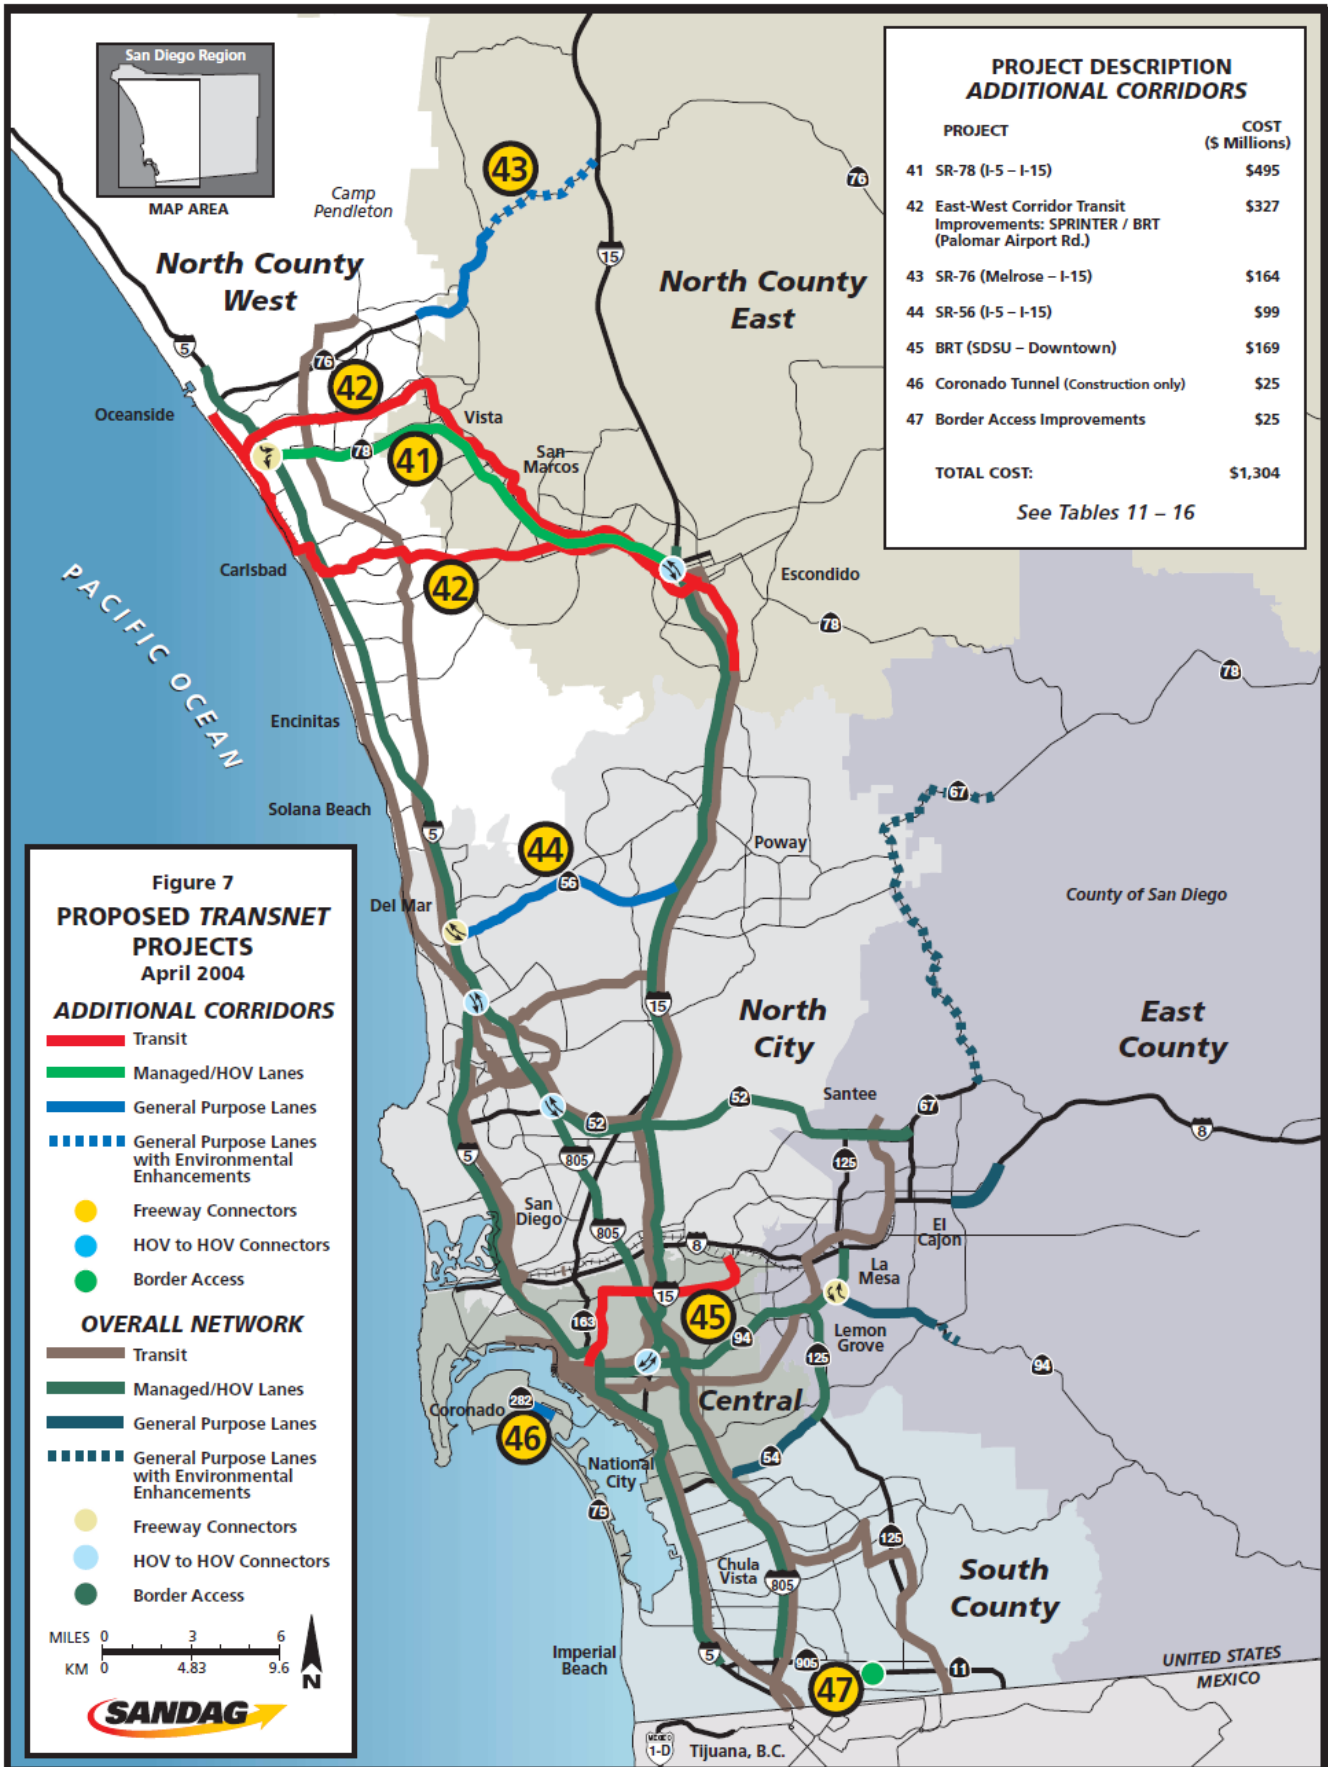 San Diego Region
MAP AREA
PROJECT DESCRIPTION
ADDITIONAL CORRIDORS
PROJECT
COST
($ Millions)
41 SR-78 (I-5 – I-15) $495
42 East-West Corridor Transit $327
Improvements: SPRINTER / BRT
(Palomar Airport Rd.)
43 SR-76 (Melrose – I-15) $164
44 SR-56 (I-5 – I-15) $99
45 BRT (SDSU – Downtown) $169
46 Coronado Tunnel (Construction only) $25
47 Border Access Improvements $25
TOTAL COST: $1,304
See Tables 11 – 16
43
76
Camp
Pendleton
15
North County
West
North County
East
5
76
42
Oceanside
Vista
78
41
San
Marcos
Carlsbad
42
Escondido
78
78
PACIFIC OCEAN
Encinitas
67
Solana Beach
5
44
Poway
56
County of San Diego
Del Mar
15
North
City
East
County
Santee
52
67
52
8
5
805
125
San
Diego
805
8
El
Cajon
La
Mesa
15
45
163
94
Lemon
Grove
125
94
Coronado
282
46
Central
National
City
54
75
125
Chula
Vista
805
South
County
Imperial
Beach
5
905
11
47
UNITED STATES
MEXICO
MEXICO
1-D
Tijuana, B.C.
Figure 7
PROPOSED TRANSNET
PROJECTS
April 2004
ADDITIONAL CORRIDORS
Transit
Managed/HOV Lanes
General Purpose Lanes
General Purpose Lanes
with Environmental
Enhancements
Freeway Connectors
HOV to HOV Connectors
Border Access
OVERALL NETWORK
Transit
Managed/HOV Lanes
General Purpose Lanes
General Purpose Lanes
with Environmental
Enhancements
Freeway Connectors
HOV to HOV Connectors
Border Access
MILES 0 3 6
KM 0 4.83 9.6
N
SANDAG